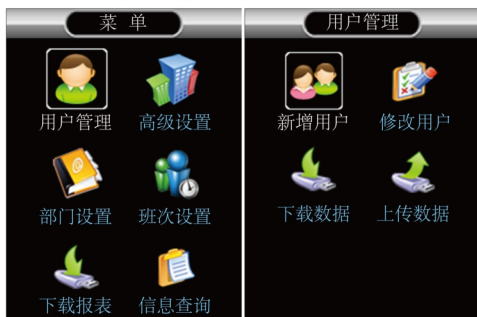 菜 单
用户管理 高级设置
部门设置 班次设置
下载报表 信息查询
用户管理
新增用户 修改用户
下载数据 上传数据